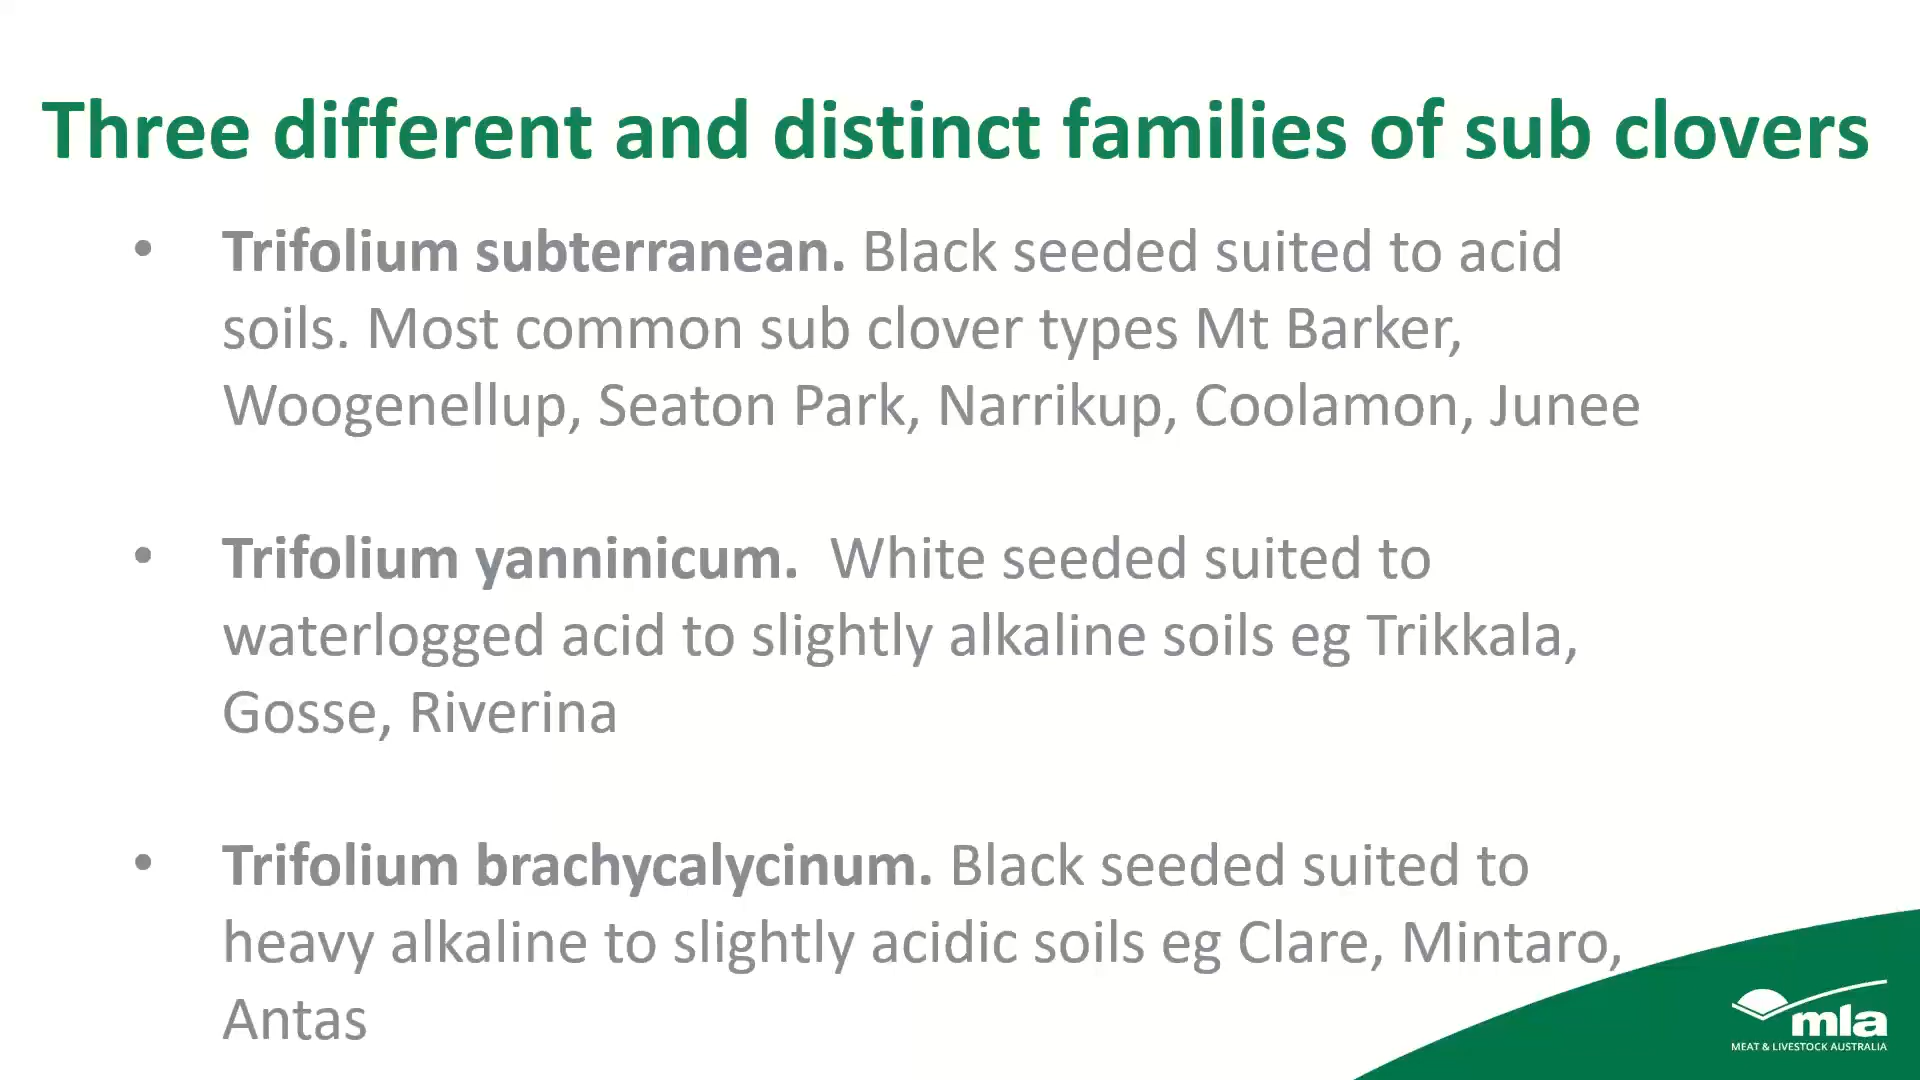 Three different and distinct families of sub clovers
• Trifolium subterranean. Black seeded suited to acid
soils. Most common sub clover types Mt Barker,
Woogenellup, Seaton Park, Narrikup, Coolamon, Junee
• Trifolium yanninicum.  White seeded suited to
waterlogged acid to slightly alkaline soils eg Trikkala,
Gosse, Riverina
• Trifolium brachycalycinum. Black seeded suited to
heavy alkaline to slightly acidic soils eg Clare, Mintaro,
Antas
mla
MEAT & LIVESTOCK AUSTRALIA